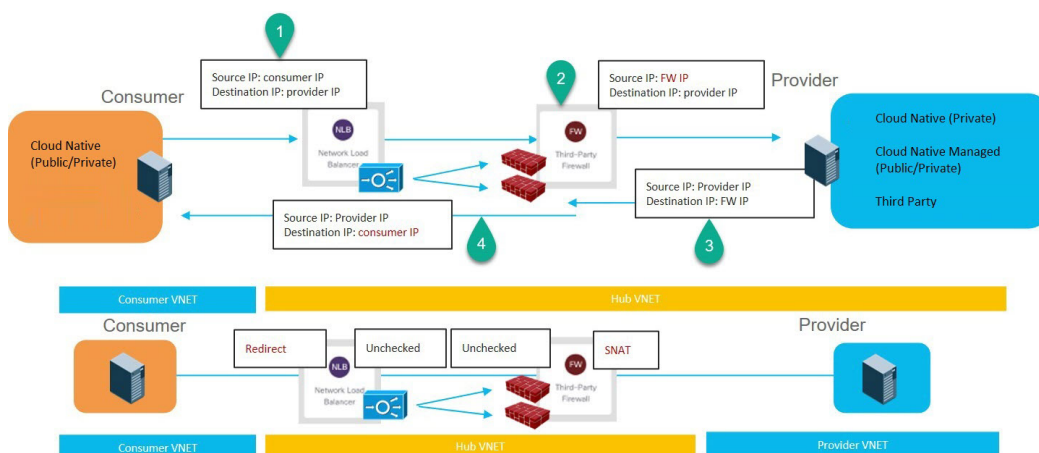 1
Source IP: consumer IP
Destination IP: provider IP
2
Source IP: FW IP
Destination IP: provider IP
Consumer
Provider
Cloud Native
(Public/Private)
NLB
Network Load
Balancer
FW
Third-Party
Firewall
Cloud Native (Private)
Cloud Native Managed
(Public/Private)
Third Party
Source IP: Provider IP
Destination IP: FW IP
Source IP: Provider IP
Destination IP: consumer IP
4
3
Consumer VNET
Hub VNET
Consumer
Provider
Redirect
Unchecked
Unchecked
SNAT
NLB
Network Load
Balancer
FW
Third-Party
Firewall
Consumer VNET
Hub VNET
Provider VNET